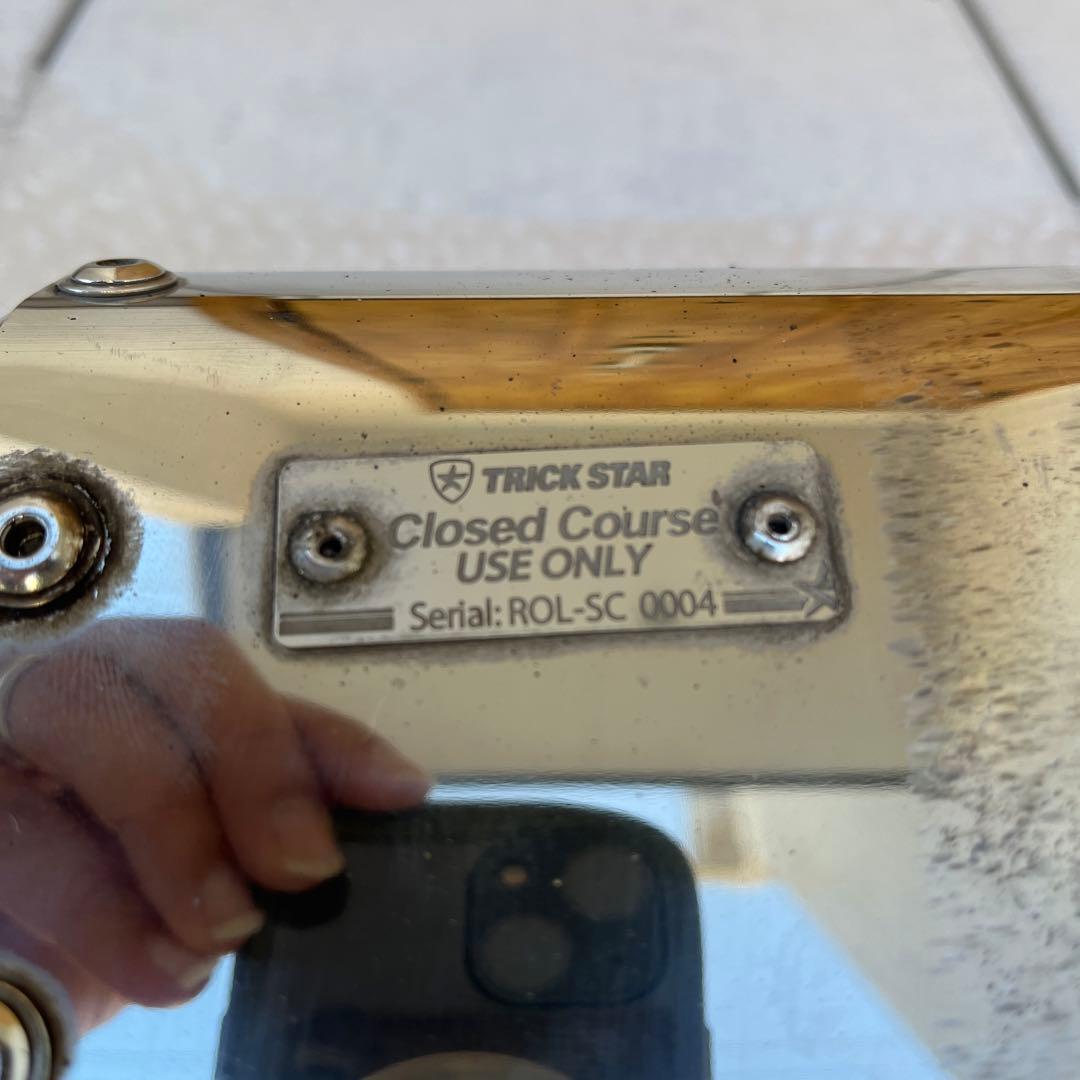 TRICK STAR
Closed Course
USE ONLY
Serial: ROL-SC 0004